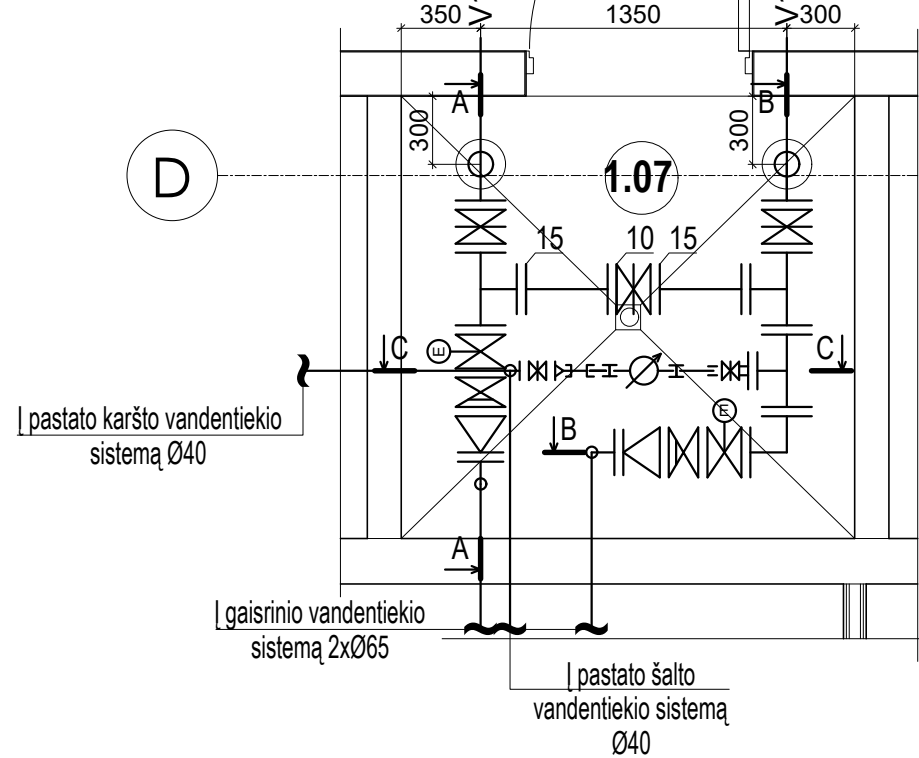 350
V
1350
V
300
A
B
300
300
D
1.07
15
10
15
C
E
C
Į pastato karšto vandentiekio
sistemą Ø40
E
B
A
Į gaisrinio vandentiekio
sistemą 2xØ65
Į pastato šalto
vandentiekio sistemą
Ø40